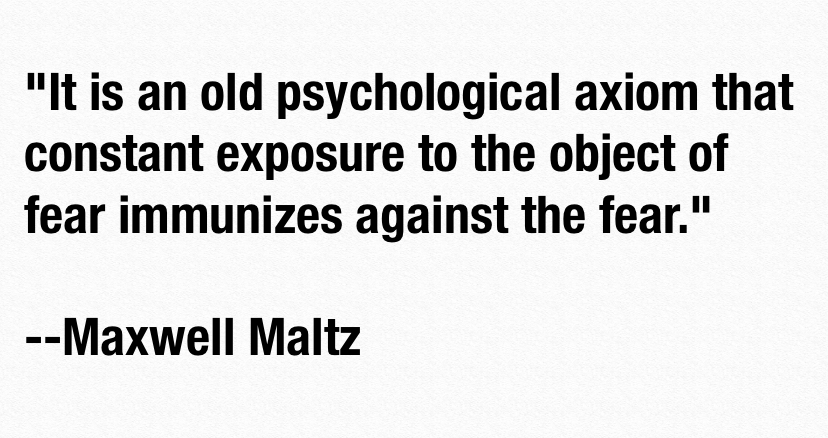 "It is an old psychological axiom that
constant exposure to the object of
fear immunizes against the fear."
--Maxwell Maltz